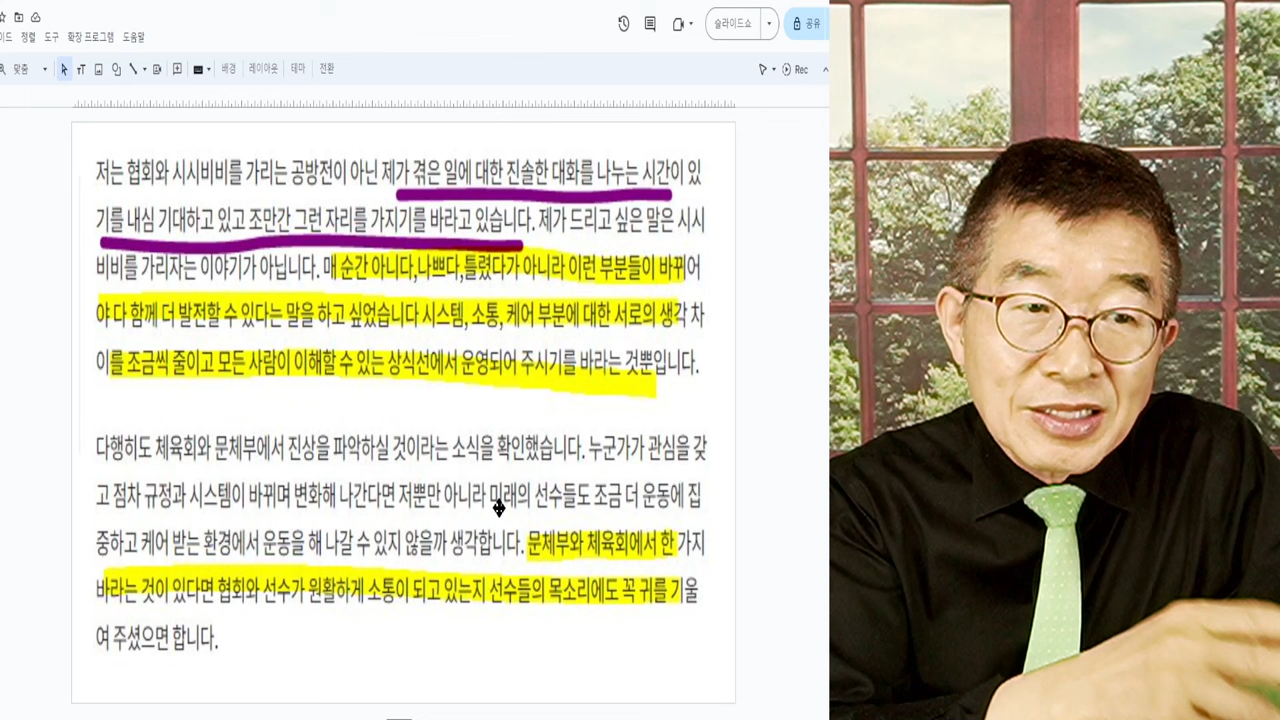 이드 정렬 도구 확장 프로그램 도움말
슬라이드쇼
공유
맞춤
배경 레이아웃 테마 전환
Rec
저는 협회와 시시비비를 가리는 공방전이 아닌 제가 겪은 일에 대한 진솔한 대화를 나누는 시간이 있
기를 내심 기대하고 있고 조만간 그런 자리를 가지기를 바라고 있습니다. 제가 드리고 싶은 말은 시시
비비를 가리자는 이야기가 아닙니다. 매 순간 아니다,나쁘다,틀렸다가 아니라 이런 부분들이 바뀌어
야 다 함께 더 발전할 수 있다는 말을 하고 싶었습니다 시스템, 소통, 케어 부분에 대한 서로의 생각 차
이를 조금씩 줄이고 모든 사람이 이해할 수 있는 상식선에서 운영되어 주시기를 바라는 것뿐입니다.
다행히도 체육회와 문체부에서 진상을 파악하실 것이라는 소식을 확인했습니다. 누군가가 관심을 갖
고 점차 규정과 시스템이 바뀌며 변화해 나간다면 저뿐만 아니라 미래의 선수들도 조금 더 운동에 집
중하고 케어 받는 환경에서 운동을 해 나갈 수 있지 않을까 생각합니다. 문체부와 체육회에서 한 가지
바라는 것이 있다면 협회와 선수가 원활하게 소통이 되고 있는지 선수들의 목소리에도 꼭 귀를 기울
여 주셨으면 합니다.